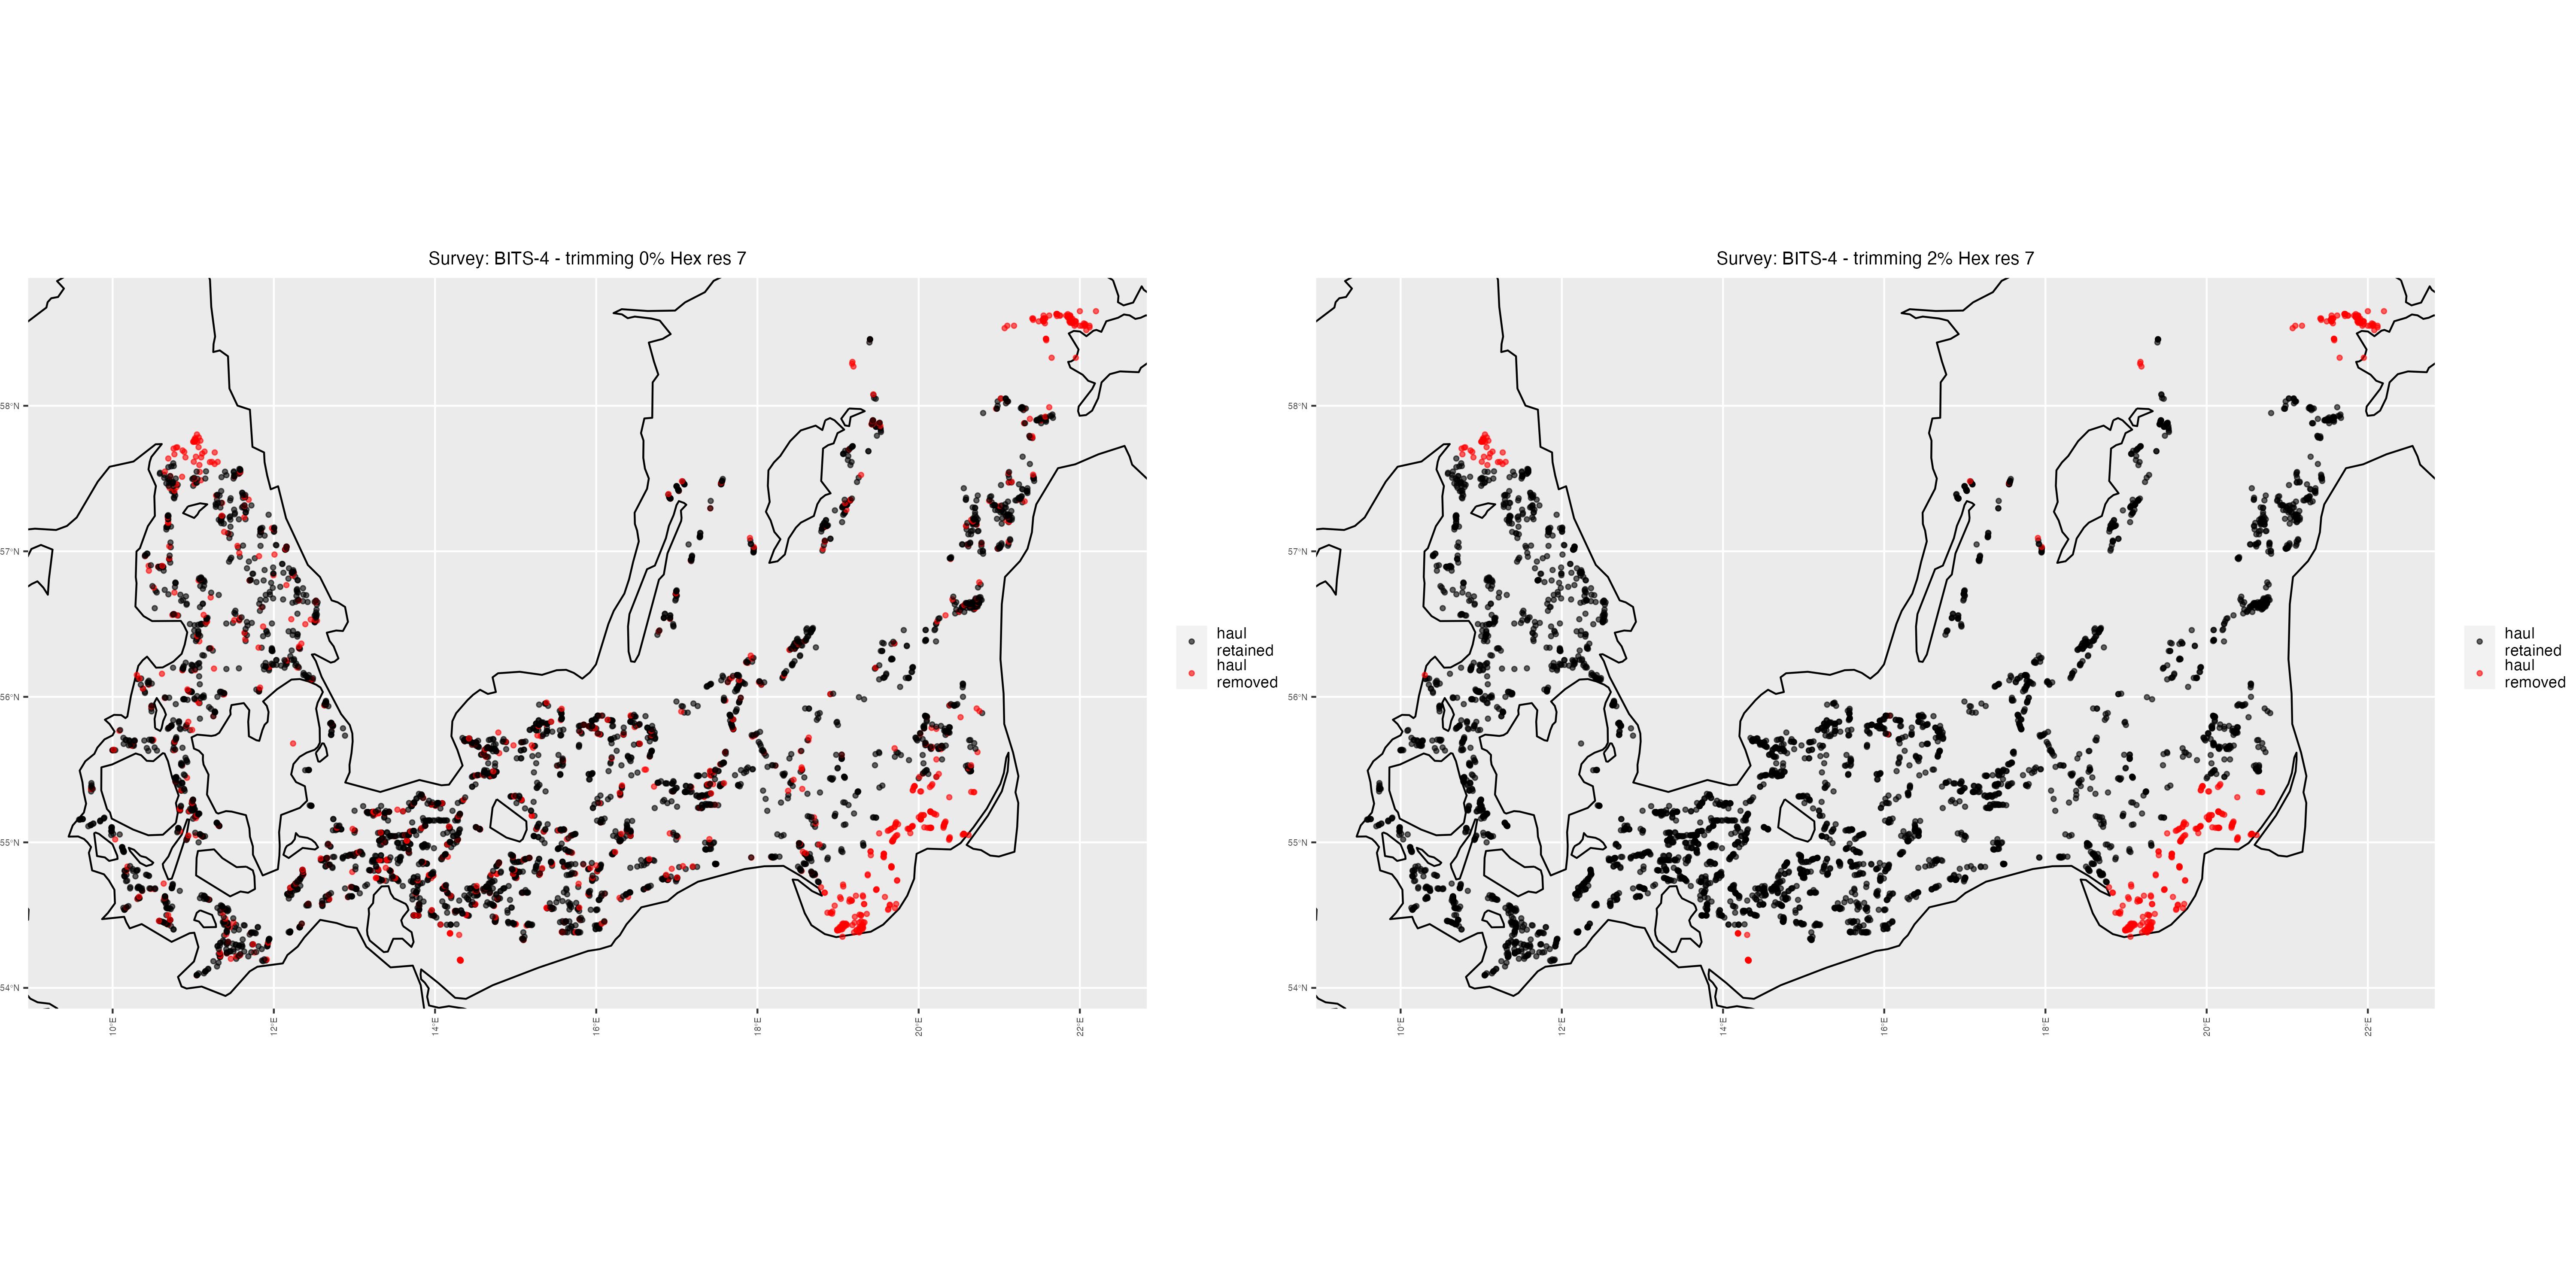 Survey: BITS-4 - trimming 0% Hex res 7
58°N
57°N
56°N
55°N
54°N
10°E
12°E
14°E
16°E
18°E
20°E
22°E
haul
retained
haul
removed
Survey: BITS-4 - trimming 2% Hex res 7
58°N
57°N
56°N
55°N
54°N
10°E
12°E
14°E
16°E
18°E
20°E
22°E
haul
retained
haul
removed